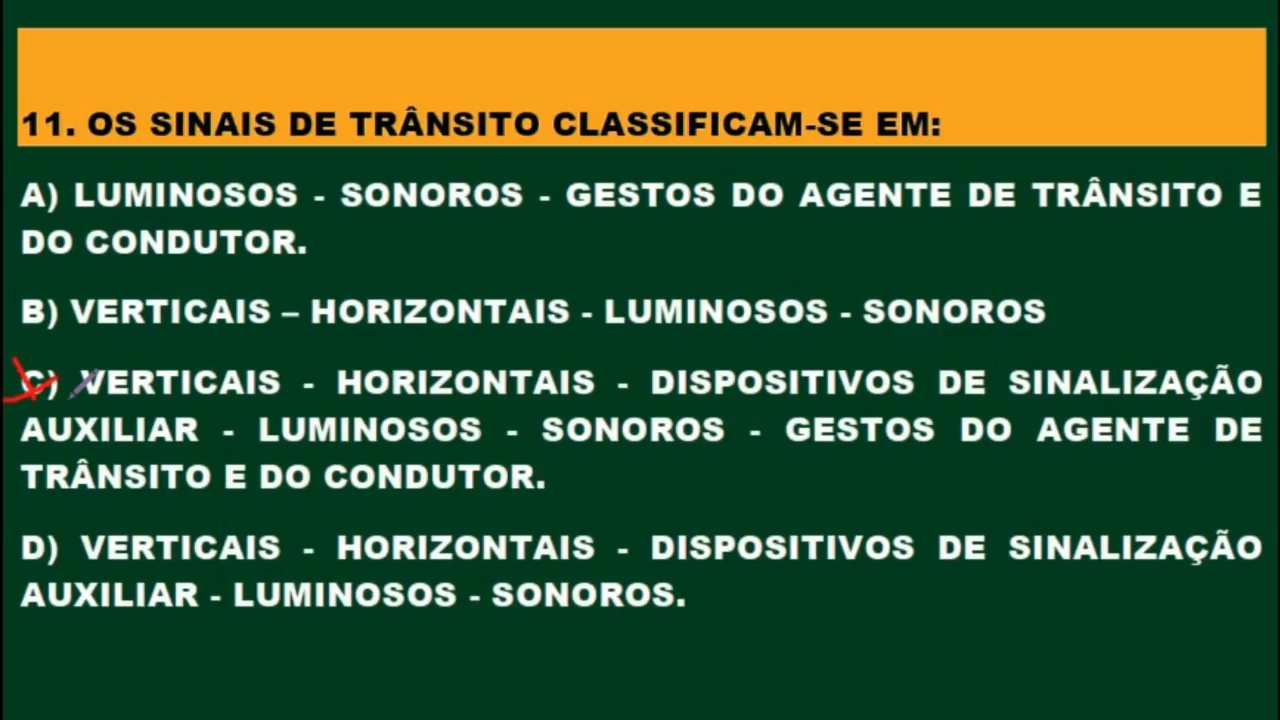 11. OS SINAIS DE TRÂNSITO CLASSIFICAM-SE EM:
A) LUMINOSOS - SONOROS - GESTOS DO AGENTE DE TRÂNSITO E
DO CONDUTOR.
B) VERTICAIS – HORIZONTAIS - LUMINOSOS - SONOROS
C) VERTICAIS - HORIZONTAIS - DISPOSITIVOS DE SINALIZAÇÃO
AUXILIAR - LUMINOSOS - SONOROS - GESTOS DO AGENTE DE
TRÂNSITO E DO CONDUTOR.
D) VERTICAIS - HORIZONTAIS - DISPOSITIVOS DE SINALIZAÇÃO
AUXILIAR - LUMINOSOS - SONOROS.